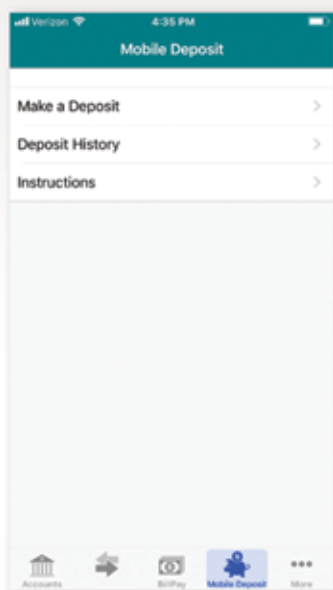 Verizon 4:35 PM
Mobile Deposit
Make a Deposit
Deposit History
Instructions
Accounts BillPay Mobile Deposit More